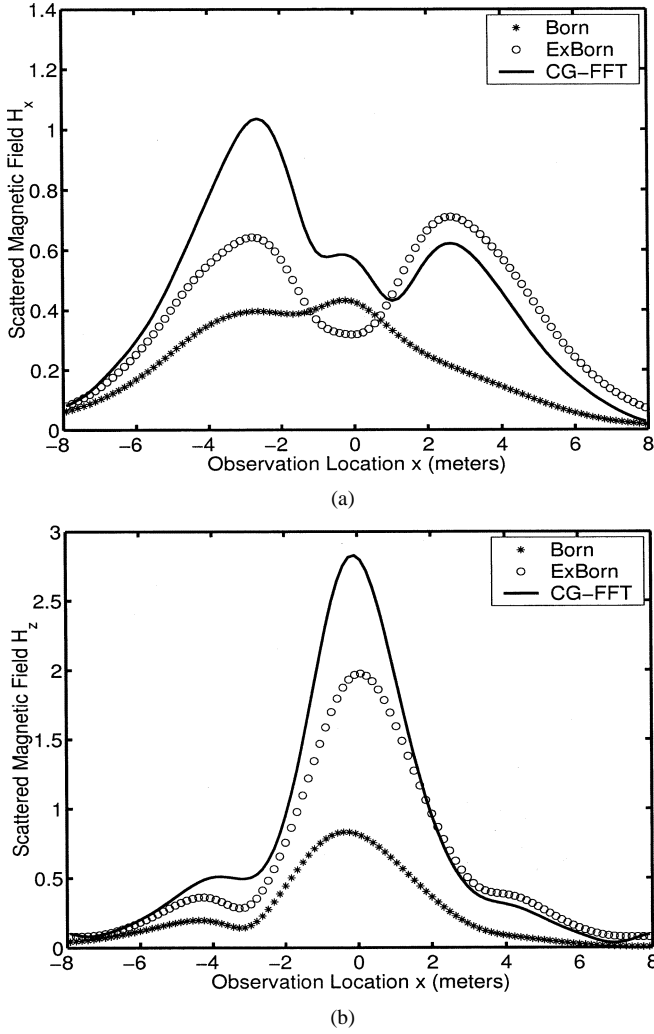 1.4
1.2
1
0.8
0.6
0.4
0.2
0
Scattered Magnetic Field Hx
Born
ExBorn
CG-FFT
−8 −6 −4 −2 0 2 4 6 8
Observation Location x (meters)
(a)
3
2.5
2
1.5
1
0.5
0
Scattered Magnetic Field Hz
Born
ExBorn
CG-FFT
−8 −6 −4 −2 0 2 4 6 8
Observation Location x (meters)
(b)